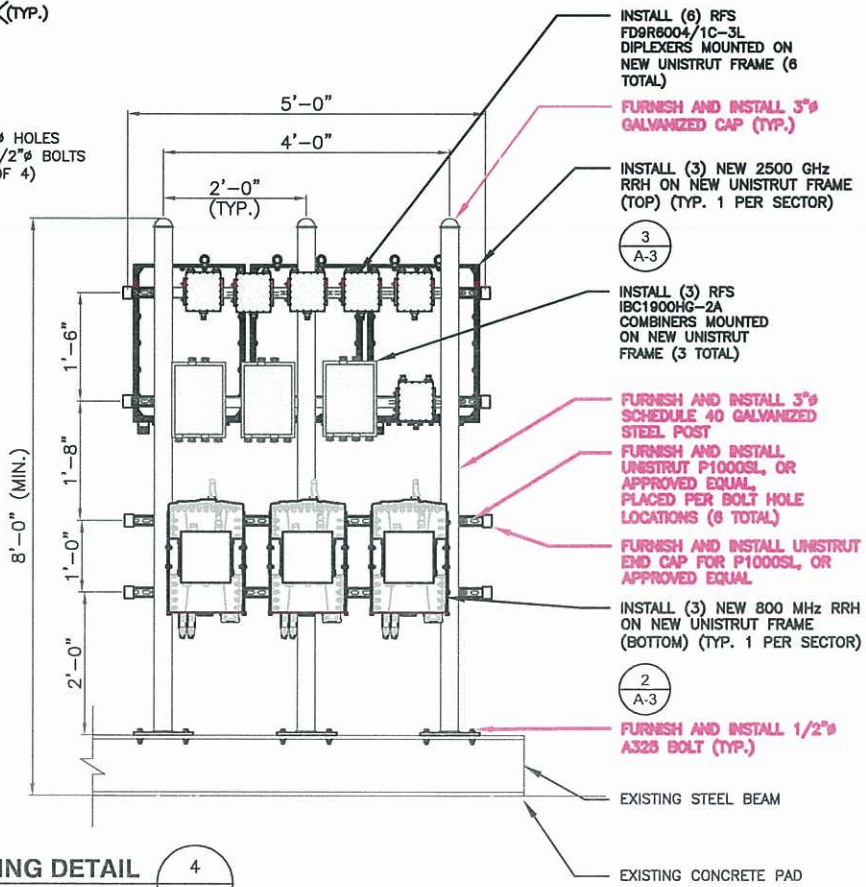 (TYP.)
INSTALL (6) RFS
FD9R6004/1C-3L
DIPLEXERS MOUNTED ON
NEW UNISTRUT FRAME (6
TOTAL)
5'-0"
FURNISH AND INSTALL 3"ø
GALVANIZED CAP (TYP.)
ø HOLES
/2"ø BOLTS
OF 4)
4'-0"
2'-0"
(TYP.)
INSTALL (3) NEW 2500 GHz
RRH ON NEW UNISTRUT FRAME
(TOP) (TYP. 1 PER SECTOR)
3
A-3
INSTALL (3) RFS
IBC1900HG-2A
COMBINERS MOUNTED
ON NEW UNISTRUT
FRAME (3 TOTAL)
1'-6"
FURNISH AND INSTALL 3"ø
SCHEDULE 40 GALVANIZED
STEEL POST
1'-8"
FURNISH AND INSTALL
UNISTRUT P1000SL, OR
APPROVED EQUAL,
PLACED PER BOLT HOLE
LOCATIONS (6 TOTAL)
8'-0" (MIN.)
1'-0"
FURNISH AND INSTALL UNISTRUT
END CAP FOR P1000SL, OR
APPROVED EQUAL
INSTALL (3) NEW 800 MHz RRH
ON NEW UNISTRUT FRAME
(BOTTOM) (TYP. 1 PER SECTOR)
2'-0"
2
A-3
FURNISH AND INSTALL 1/2"ø
A325 BOLT (TYP.)
EXISTING STEEL BEAM
EXISTING CONCRETE PAD
ING DETAIL
4